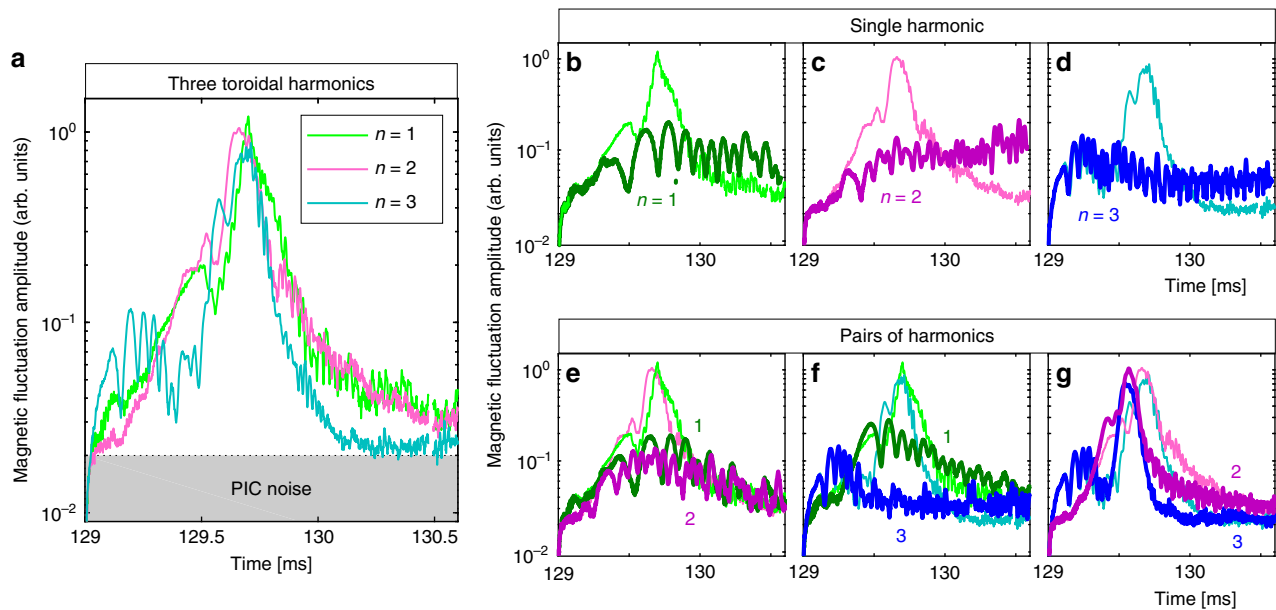 a
Three toroidal harmonics
n = 1
n = 2
n = 3
PIC noise
10^0
10^-1
10^-2
Magnetic fluctuation amplitude (arb. units)
129
129.5
130
130.5
Time [ms]
Single harmonic
b
c
d
n = 1
n = 2
n = 3
10^0
10^-1
10^-2
129
130
129
130
129
130
Time [ms]
Magnetic fluctuation amplitude (arb. units)
Pairs of harmonics
e
f
g
1
2
1
3
2
3
10^0
10^-1
10^-2
129
130
129
130
129
130
Time [ms]